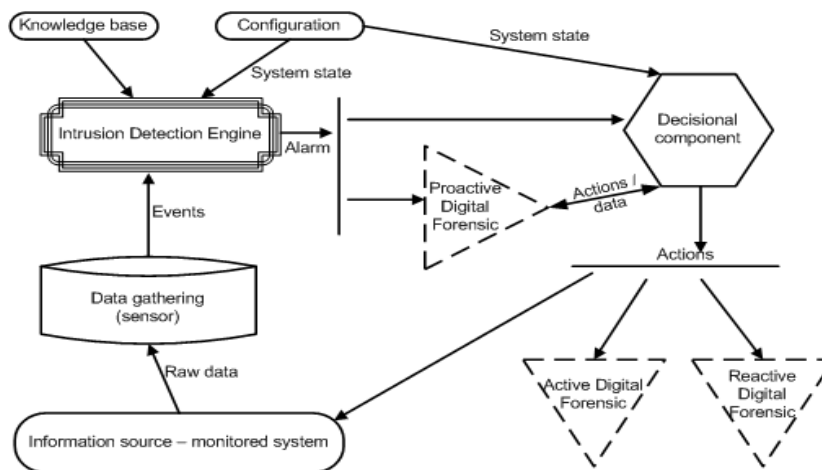 Knowledge base
Configuration
System state
System state
Intrusion Detection Engine
Alarm
Decisional
component
Proactive
Digital
Forensic
Actions /
data
Events
Actions
Data gathering
(sensor)
Raw data
Active Digital
Forensic
Reactive
Digital
Forensic
Information source – monitored system